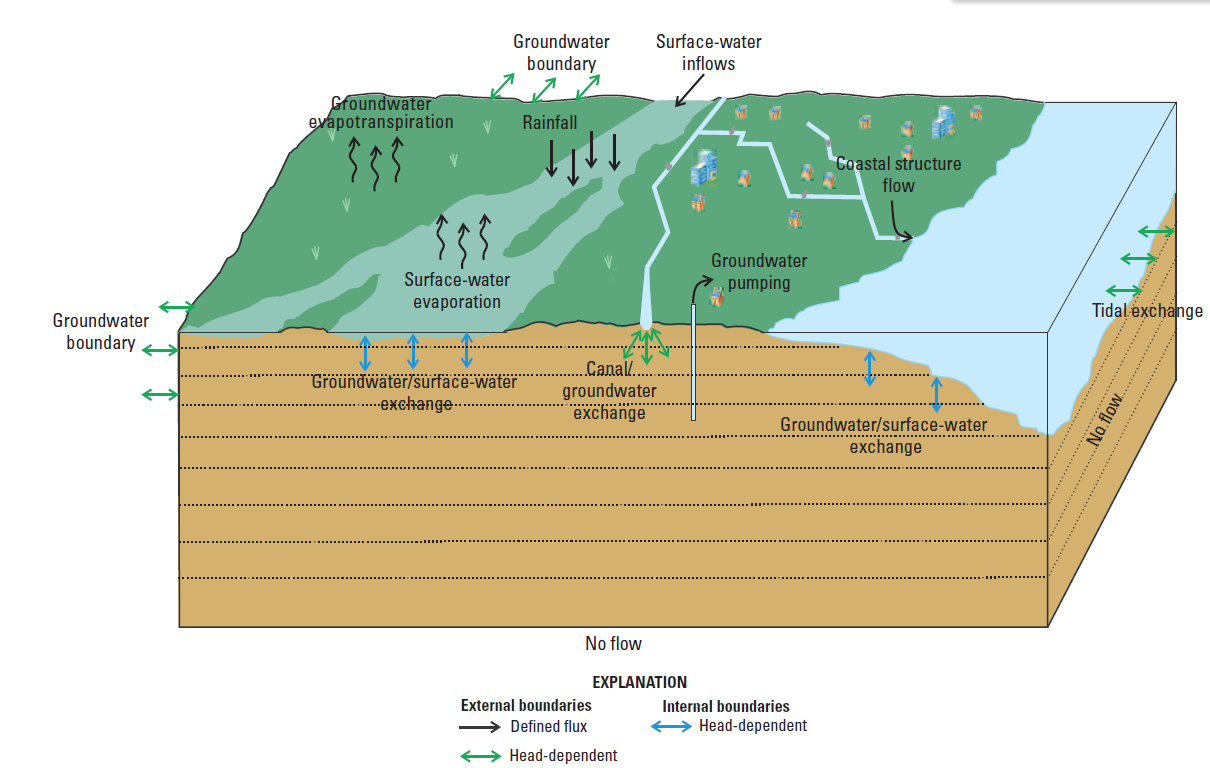 Groundwater
boundary
Surface-water
inflows
Groundwater
evapotranspiration
Rainfall
Coastal structure
flow
Surface-water
evaporation
Groundwater
pumping
Groundwater
boundary
Tidal exchange
Groundwater/surface-water
exchange
Canal/
groundwater
exchange
Groundwater/surface-water
exchange
No flow
No flow
EXPLANATION
External boundaries
Internal boundaries
Defined flux
Head-dependent
Head-dependent